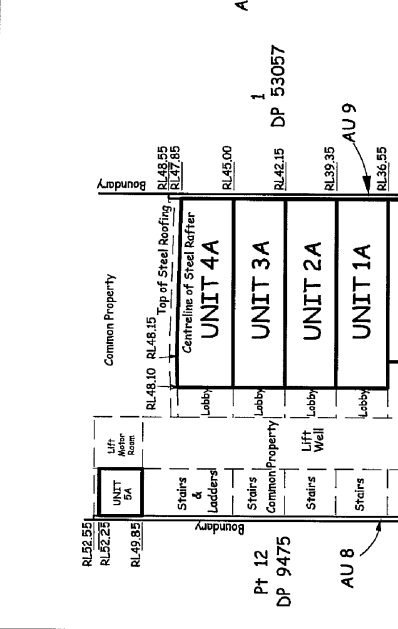 A
1
DP 53057
AU 9
RL48.55
RL47.85
RL45.00
RL42.15
RL39.35
RL36.55
Boundary
Top of Steel Roofing
Centreline of Steel Rafter
Common Property
RL48.10
RL48.15
UNIT 4A
UNIT 3A
UNIT 2A
UNIT 1A
Lobby
Lobby
Lobby
Lobby
Lift
Motor
Room
Lift
Well
Common Property
UNIT
5A
Stairs
&
Ladders
Stairs
Stairs
Stairs
RL52.55
RL52.25
RL49.85
Boundary
Pt 12
DP 9475
AU 8